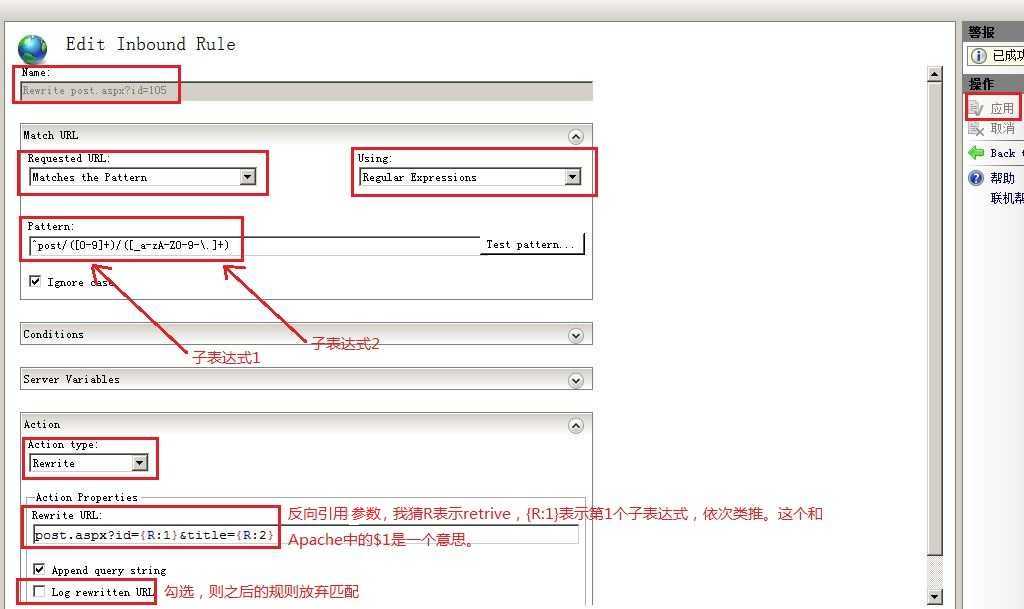 Edit Inbound Rule
Name:
Rewrite post.aspx?id=105
Match URL
Requested URL:
Using:
Matches the Pattern
Regular Expressions
Pattern:
^post/([0-9]+)/([_a-zA-Z0-9-\.]+)
Test pattern...
Ignore case
子表达式1
子表达式2
Conditions
Server Variables
Action
Action type:
Rewrite
Action Properties
Rewrite URL:
反向引用 参数，我猜R表示retrive，{R:1}表示第1个子表达式，依次类推。这个和
Apache中的$1是一个意思。
post.aspx?id={R:1}&title={R:2}
Append query string
Log rewritten URL
勾选，则之后的规则放弃匹配
警报
已成功
操作
应用
取消
Back
帮助
联机帮